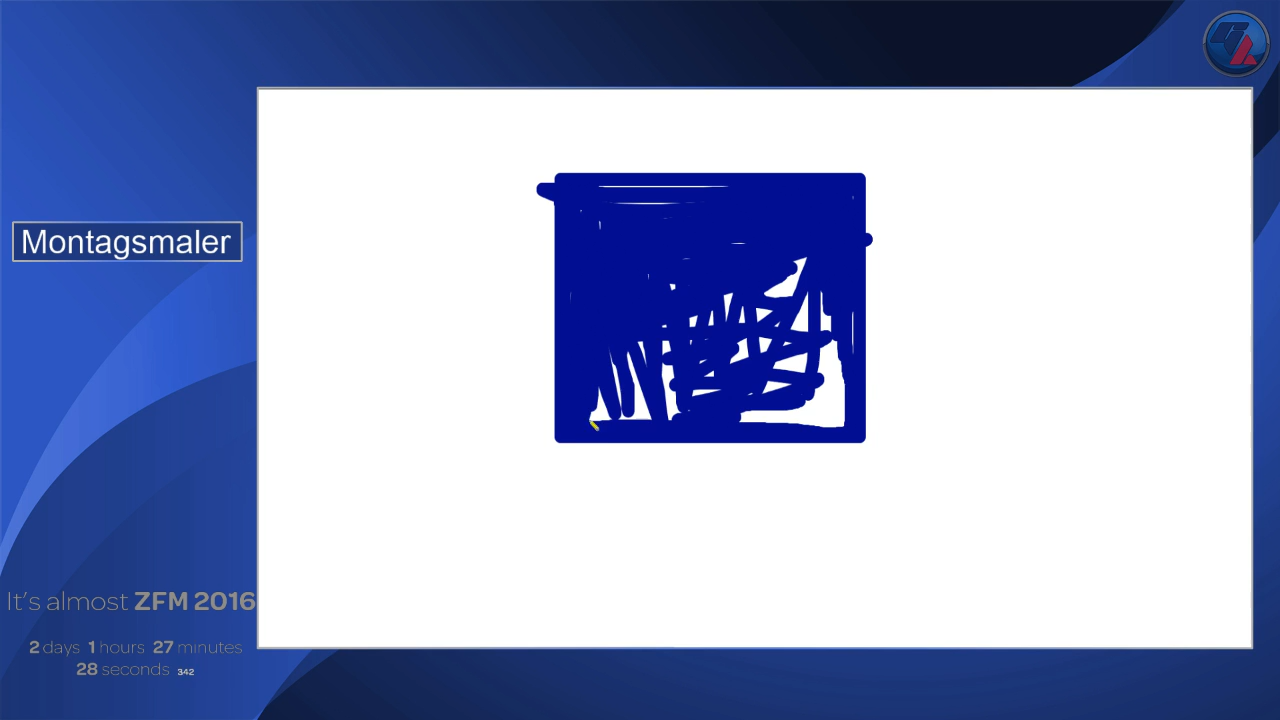 Montagsmaler
It's almost ZFM 2016
2 days 1 hours 27 minutes
28 seconds 342